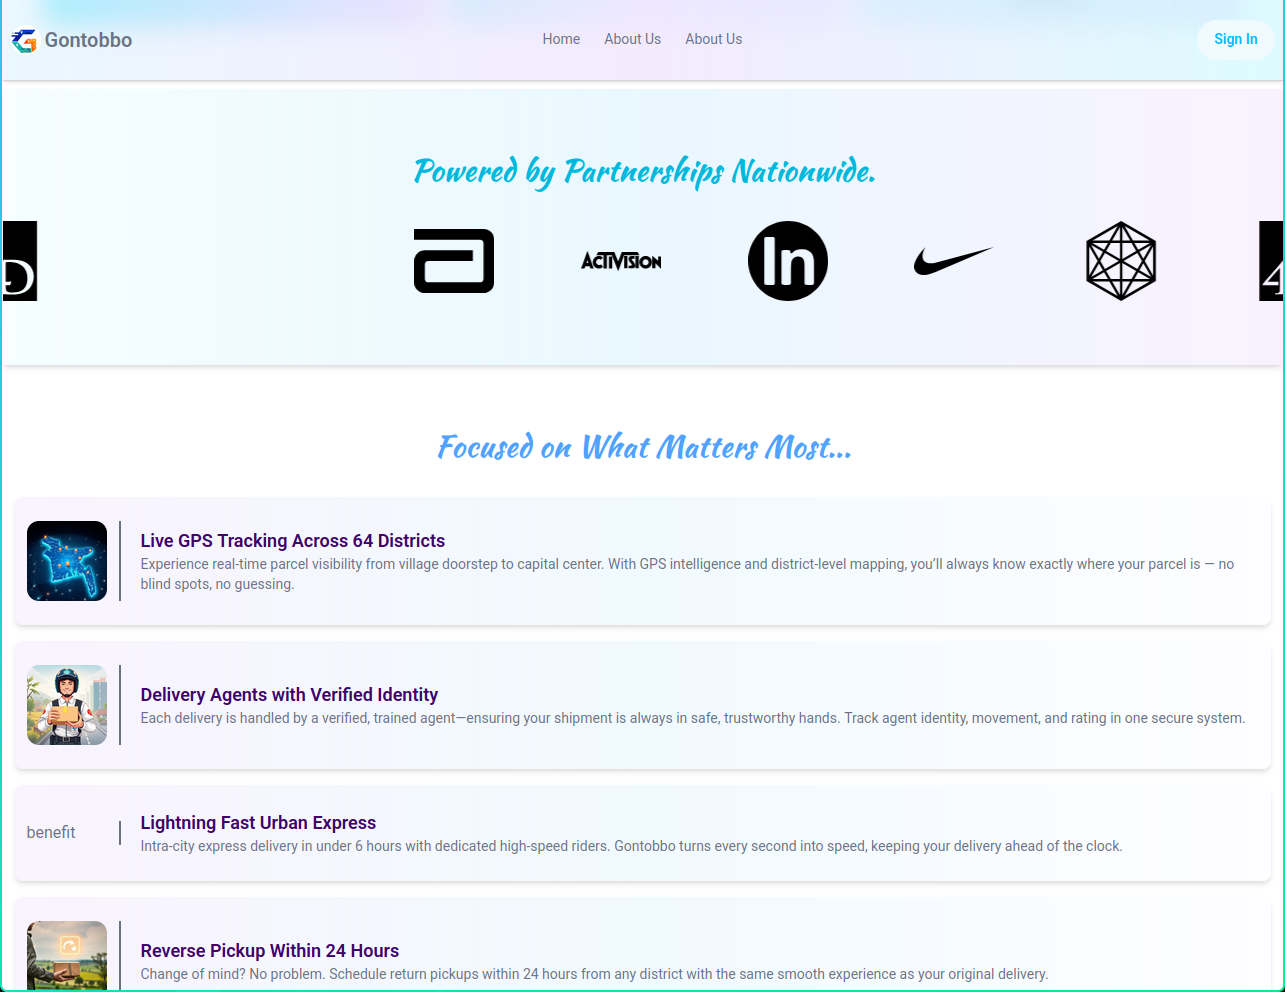 Gontobbo
Home
About Us
About Us
Sign In
Powered by Partnerships Nationwide.
ACTIVISION
In
Focused on What Matters Most...
Live GPS Tracking Across 64 Districts
Experience real-time parcel visibility from village doorstep to capital center. With GPS intelligence and district-level mapping, you’ll always know exactly where your parcel is — no
blind spots, no guessing.
Delivery Agents with Verified Identity
Each delivery is handled by a verified, trained agent—ensuring your shipment is always in safe, trustworthy hands. Track agent identity, movement, and rating in one secure system.
benefit
Lightning Fast Urban Express
Intra-city express delivery in under 6 hours with dedicated high-speed riders. Gontobbo turns every second into speed, keeping your delivery ahead of the clock.
Reverse Pickup Within 24 Hours
Change of mind? No problem. Schedule return pickups within 24 hours from any district with the same smooth experience as your original delivery.